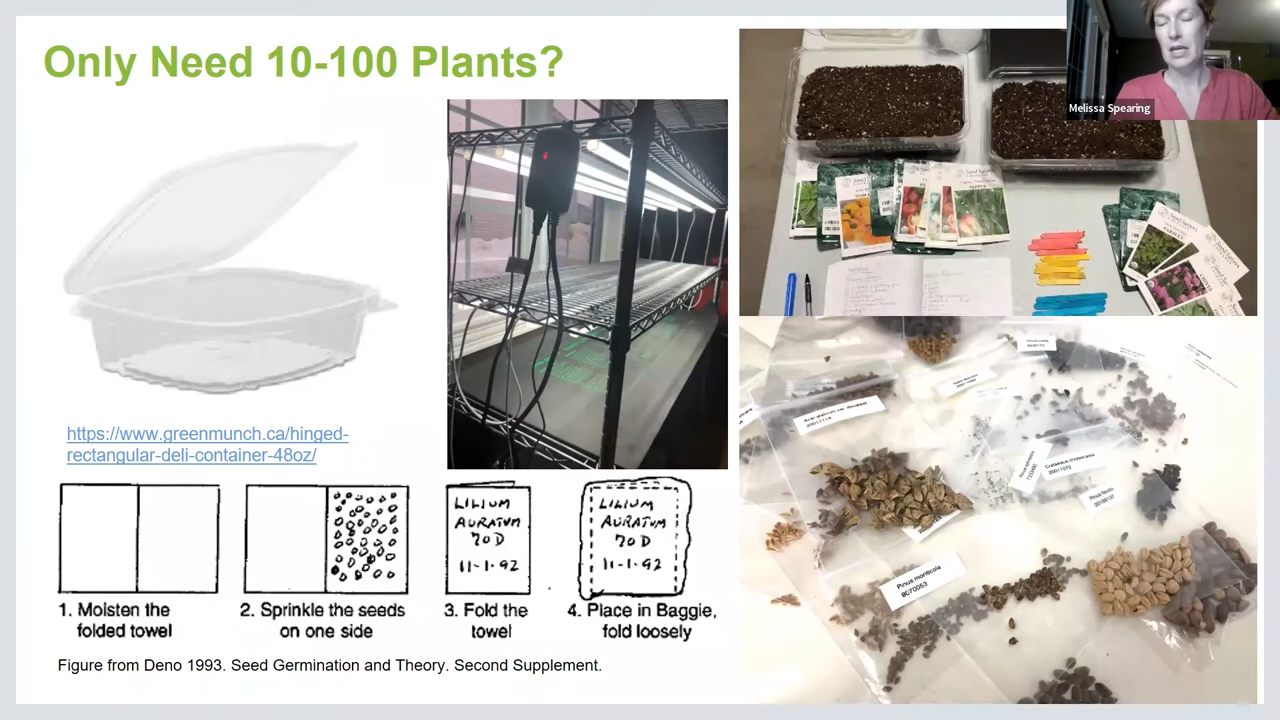 Only Need 10-100 Plants?
Melissa Spearing
https://www.greenmunch.ca/hinged-
rectangular-deli-container-48oz/
LILIUM
AURATUM
70 D
11-1-92
LILIUM
AURATUM
70 D
11-1-92
1. Moisten the
folded towel
2. Sprinkle the seeds
on one side
3. Fold the
towel
4. Place in Baggie,
fold loosely
Figure from Deno 1993. Seed Germination and Theory. Second Supplement.
20011072
Pinus monticola